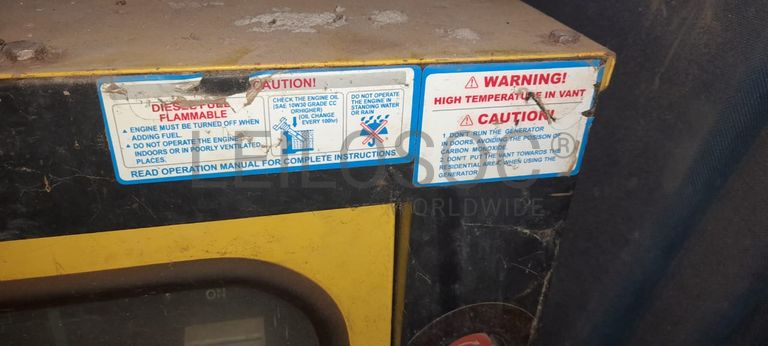 CAUTION!
DIESEL FUEL
FLAMMABLE
▲ ENGINE MUST BE TURNED OFF WHEN
ADDING FUEL.
▲ DO NOT OPERATE THE ENGINE
INDOORS OR IN POORLY VENTILATED
PLACES.
CHECK THE ENGINE OIL
(SAE 10W30 GRADE CC
ORHIGHER)
(OIL CHANGE
EVERY 100hr)
DO NOT OPERATE
THE ENGINE IN
STANDING WATER
OR RAIN
READ OPERATION MANUAL FOR COMPLETE INSTRUCTIONS
WARNING!
HIGH TEMPERATURE IN VANT
CAUTION!
1 DON'T RUN THE GENERATOR
IN DOORS, AVOIDING THE POISON OF
CARBON MONOXIDE.
2 DON'T PUT THE VANT TOWARDS THE
RESIDENTIAL AREA WHEN USING THE
GENERATOR
LEILOSOC®
WORLDWIDE
ON